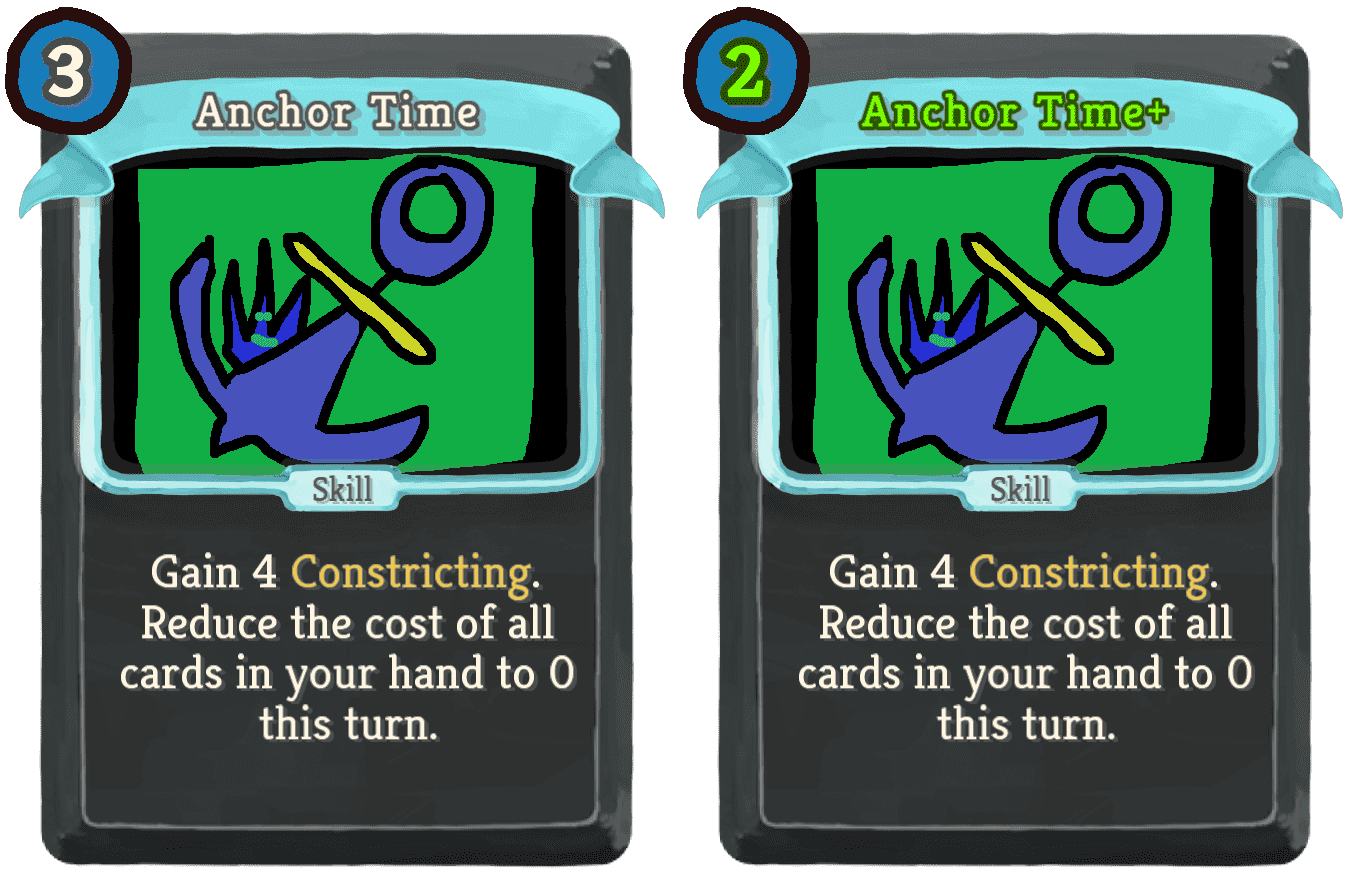 3
Anchor Time
Skill
Gain 4 Constricting.
Reduce the cost of all
cards in your hand to 0
this turn.
2
Anchor Time+
Skill
Gain 4 Constricting.
Reduce the cost of all
cards in your hand to 0
this turn.